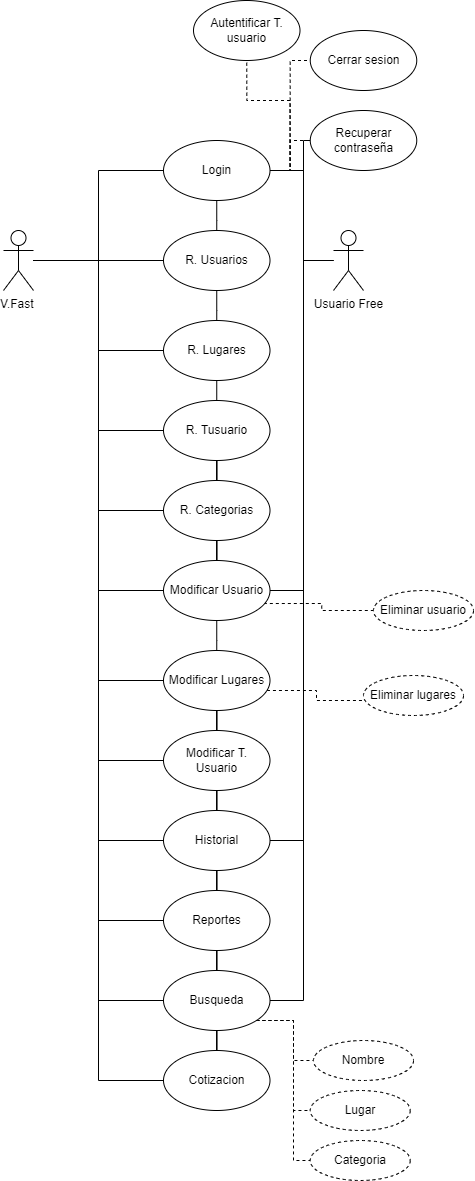 Autentificar T.
usuario
Cerrar sesion
Recuperar
contraseña
Login
V.Fast
R. Usuarios
Usuario Free
R. Lugares
R. Tusuario
R. Categorias
Modificar Usuario
Eliminar usuario
Modificar Lugares
Eliminar lugares
Modificar T.
Usuario
Historial
Reportes
Busqueda
Nombre
Cotizacion
Lugar
Categoria